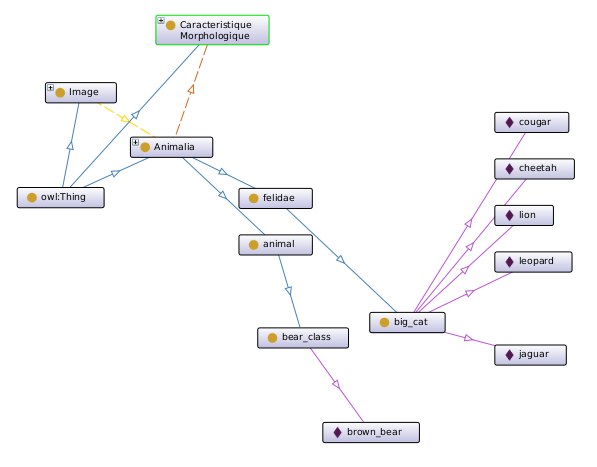 Caracteristique
Morphologique
Image
cougar
Animalia
cheetah
owl:Thing
felidae
lion
animal
leopard
big_cat
bear_class
jaguar
brown_bear